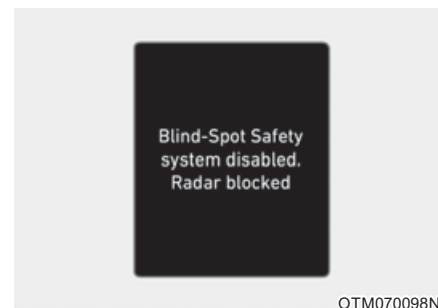 Blind-Spot Safety
system disabled.
Radar blocked
OTM070098N